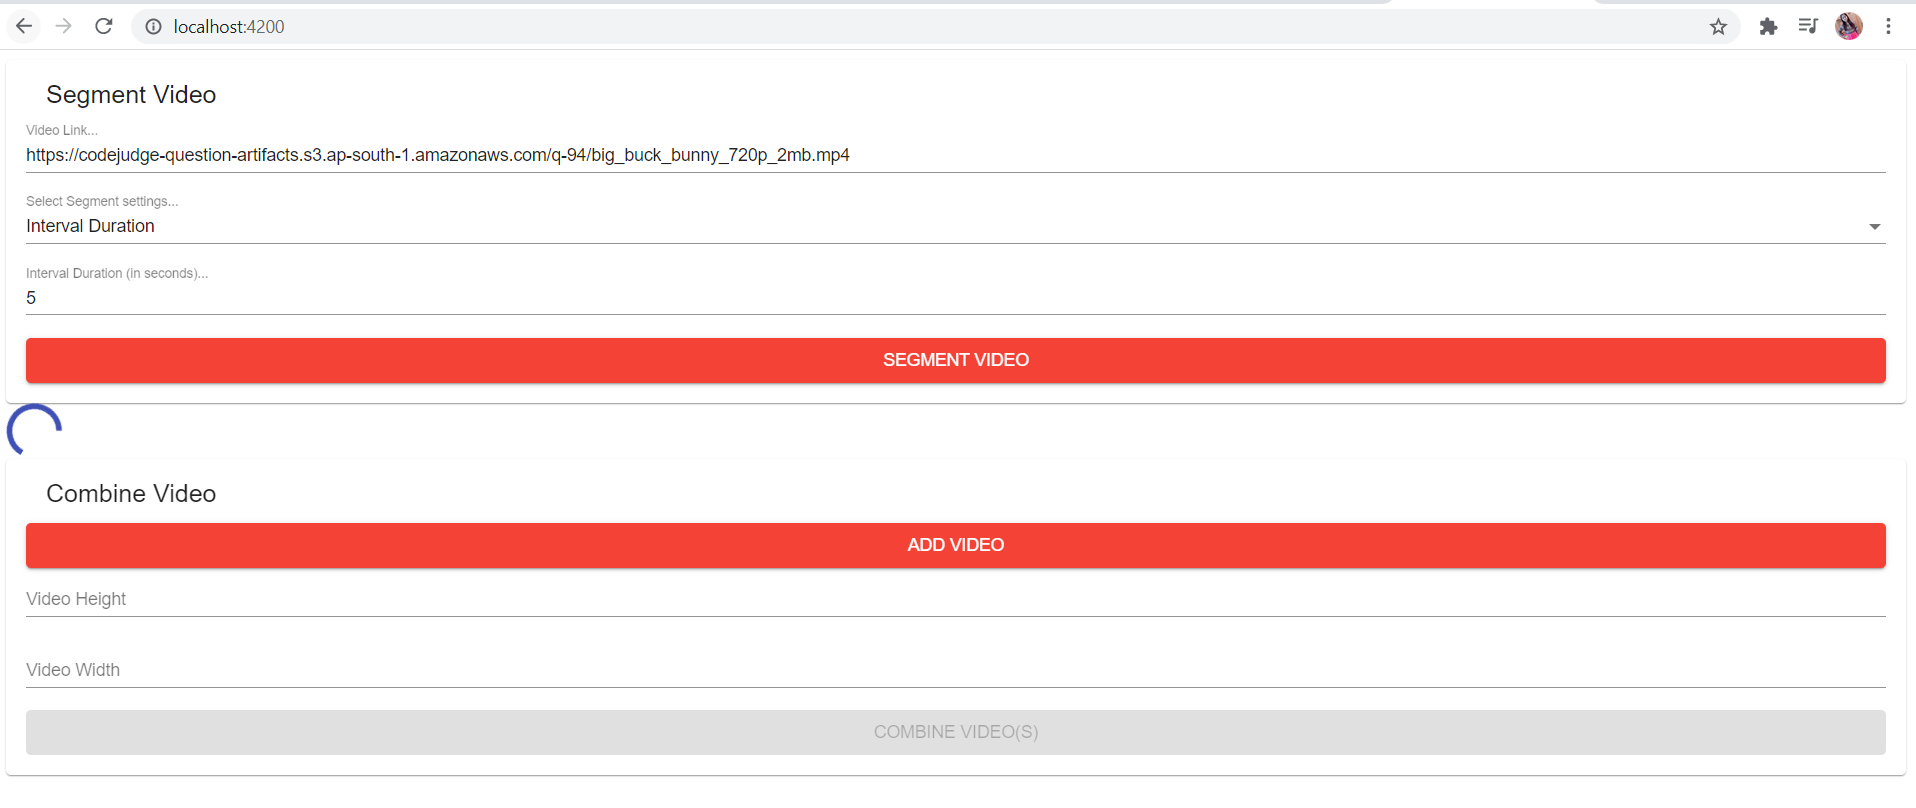 localhost:4200
Segment Video
Video Link...
https://codejudge-question-artifacts.s3.ap-south-1.amazonaws.com/q-94/big_buck_bunny_720p_2mb.mp4
Select Segment settings...
Interval Duration
Interval Duration (in seconds)...
5
SEGMENT VIDEO
Combine Video
ADD VIDEO
Video Height
Video Width
COMBINE VIDEO(S)